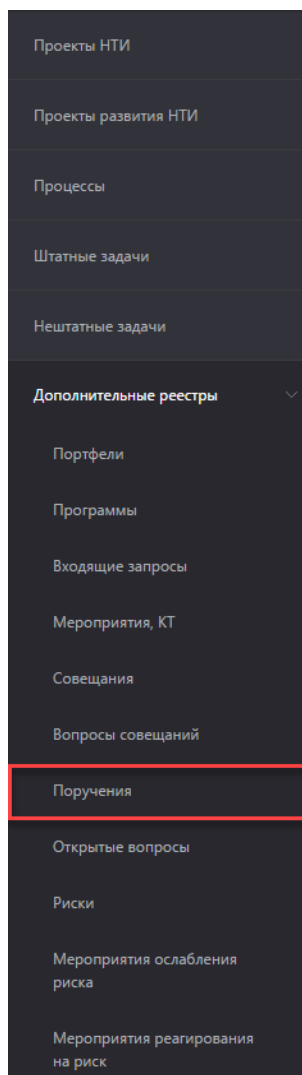 Проекты НТИ
Проекты развития НТИ
Процессы
Штатные задачи
Нештатные задачи
Дополнительные реестры
Портфели
Программы
Входящие запросы
Мероприятия, КТ
Совещания
Вопросы совещаний
Поручения
Открытые вопросы
Риски
Мероприятия ослабления
риска
Мероприятия реагирования
на риск